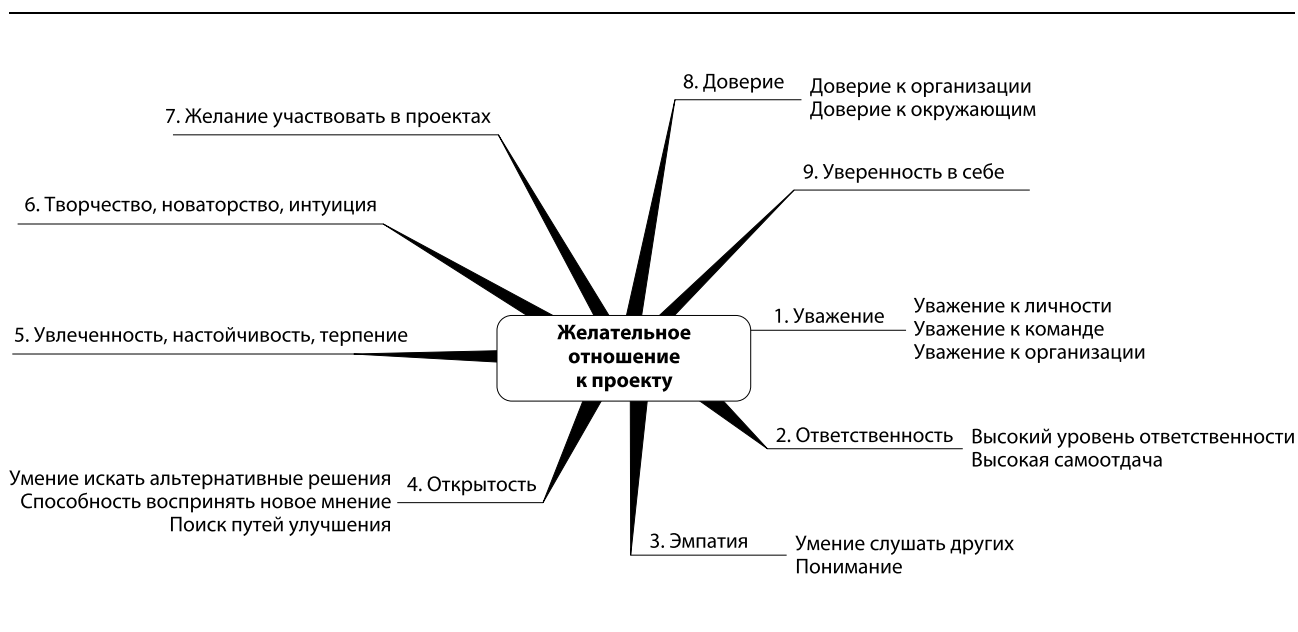 8. Доверие
Доверие к организации
Доверие к окружающим
7. Желание участвовать в проектах
9. Уверенность в себе
6. Творчество, новаторство, интуиция
1. Уважение
Уважение к личности
Уважение к команде
Уважение к организации
5. Увлеченность, настойчивость, терпение
Желательное
отношение
к проекту
2. Ответственность
Высокий уровень ответственности
Высокая самоотдача
Умение искать альтернативные решения
Способность воспринять новое мнение
Поиск путей улучшения
4. Открытость
3. Эмпатия
Умение слушать других
Понимание